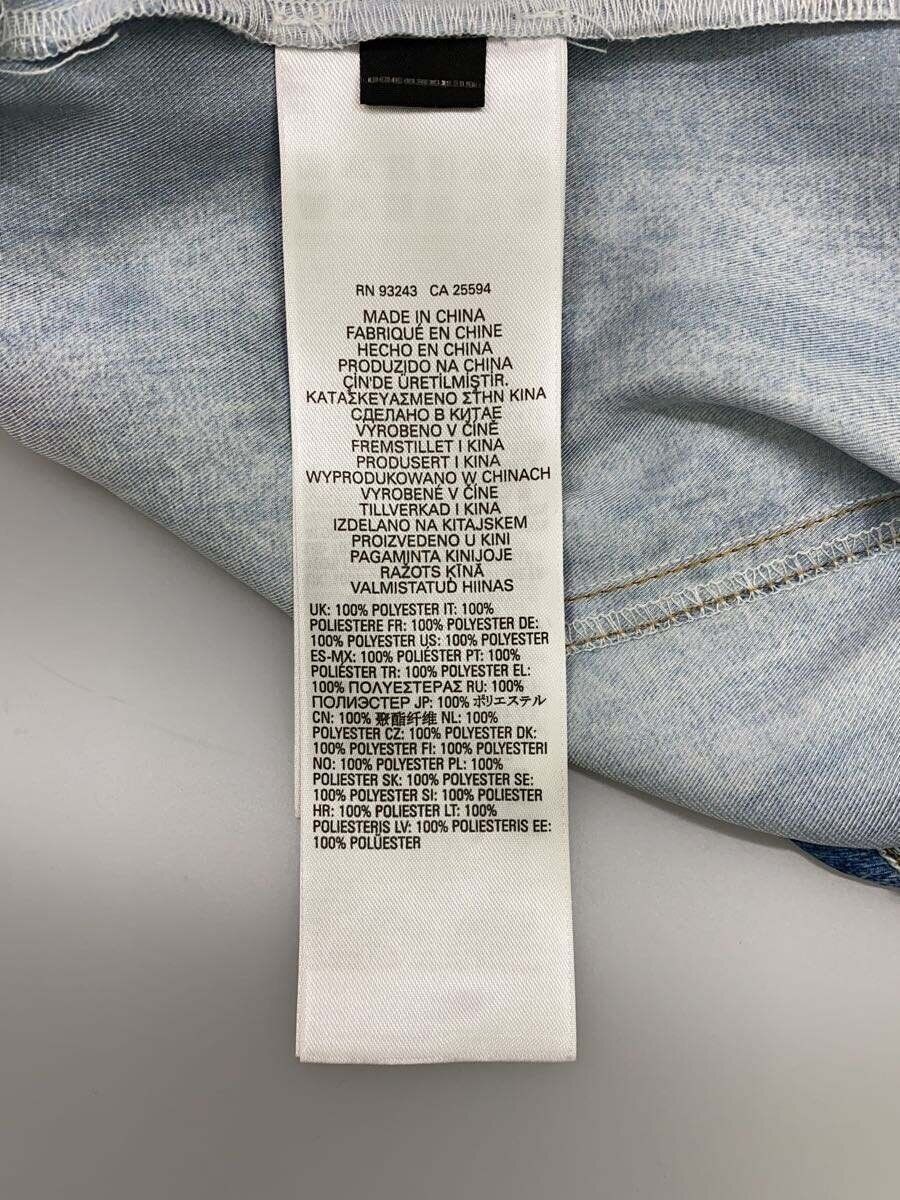 RN 93243 CA 25594
MADE IN CHINA
FABRIQUÉ EN CHINE
HECHO EN CHINA
PRODUZIDO NA CHINA
ÇİN'DE ÜRETİLMİŞTİR.
ΚΑΤΑΣΚΕΥΑΣΜΕΝΟ ΣΤΗΝ ΚΙΝΑ
СДЕЛАНО В КИТАЕ
VYROBENO V ČÍNĚ
FREMSTILLET I KINA
PRODUSERT I KINA
WYPRODUKOWANO W CHINACH
VYROBENÉ V ČÍNE
TILLVERKAD I KINA
IZDELANO NA KITAJSKEM
PROIZVEDENO U KINI
PAGAMINTA KINIJOJE
RAŽOTS ĶĪNĀ
VALMISTATUD HIINAS
UK: 100% POLYESTER IT: 100%
POLIESTERE FR: 100% POLYESTER DE:
100% POLYESTER US: 100% POLYESTER
ES-MX: 100% POLIÉSTER PT: 100%
POLIÉSTER TR: 100% POLYESTER EL:
100% ΠΟΛΥΕΣΤΕΡΑΣ RU: 100%
ПОЛИЭСТЕР JP: 100% ポリエステル
CN: 100% 聚酯纤维 NL: 100%
POLYESTER CZ: 100% POLYESTER DK:
100% POLYESTER FI: 100% POLYESTERI
NO: 100% POLYESTER PL: 100%
POLIESTER SK: 100% POLYESTER SE:
100% POLYESTER SI: 100% POLYESTER
HR: 100% POLIESTER LT: 100%
POLIESTERIS LV: 100% POLIESTERIS EE:
100% POLÜESTER